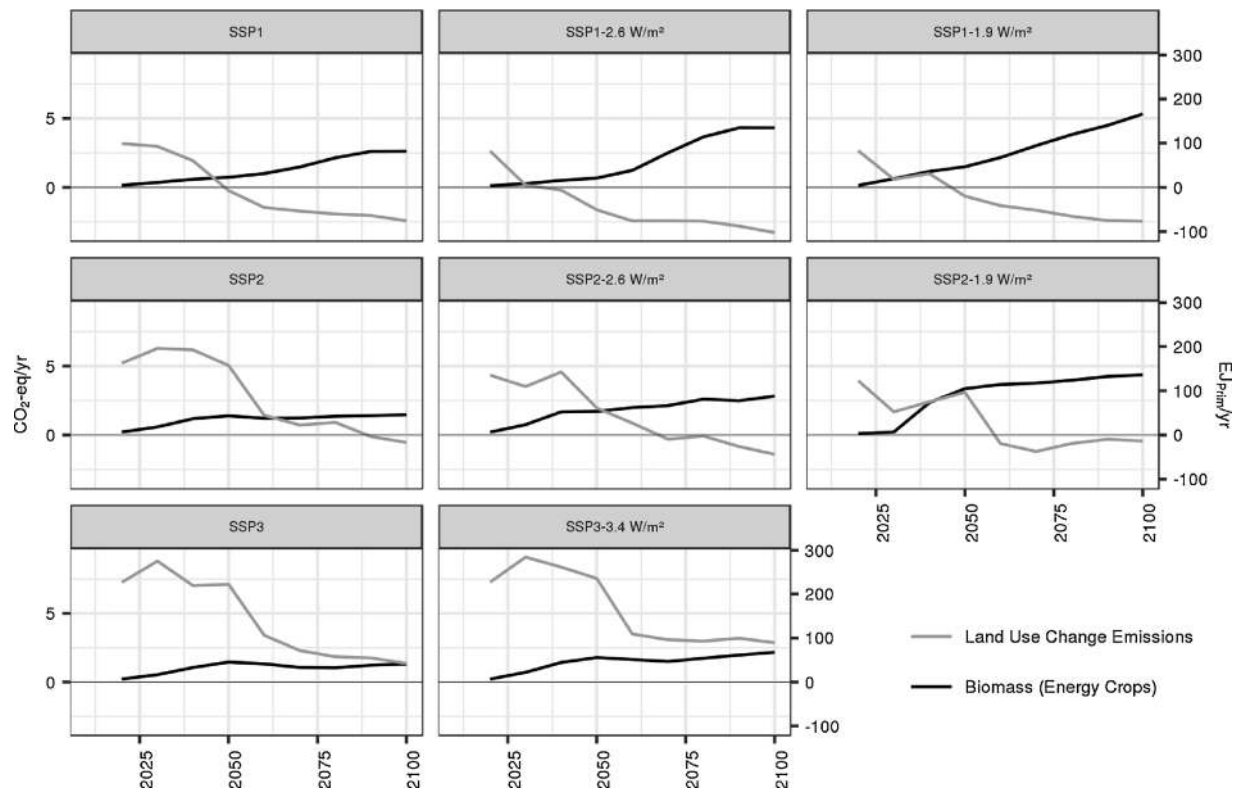 SSP1
SSP1-2.6 W/m²
SSP1-1.9 W/m²
5
0
300
200
100
0
-100
SSP2
SSP2-2.6 W/m²
SSP2-1.9 W/m²
CO₂-eq/yr
5
0
300
200
100
0
-100
EJPrim/yr
2025
2050
2075
2100
SSP3
SSP3-3.4 W/m²
5
0
300
200
100
0
-100
2025
2050
2075
2100
2025
2050
2075
2100
Land Use Change Emissions
Biomass (Energy Crops)